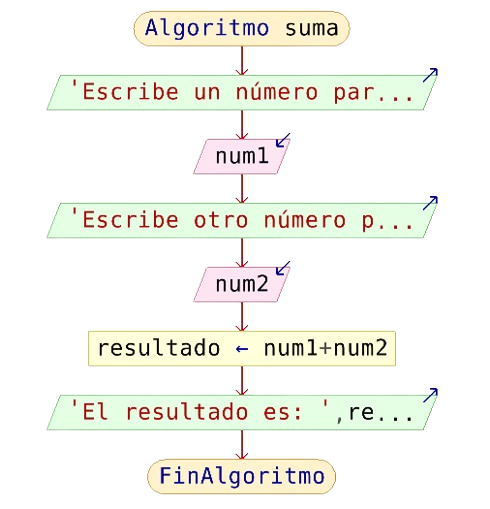 Algoritmo suma
'Escribe un número par...
num1
'Escribe otro número p...
num2
resultado ← num1+num2
'El resultado es: ',re...
FinAlgoritmo